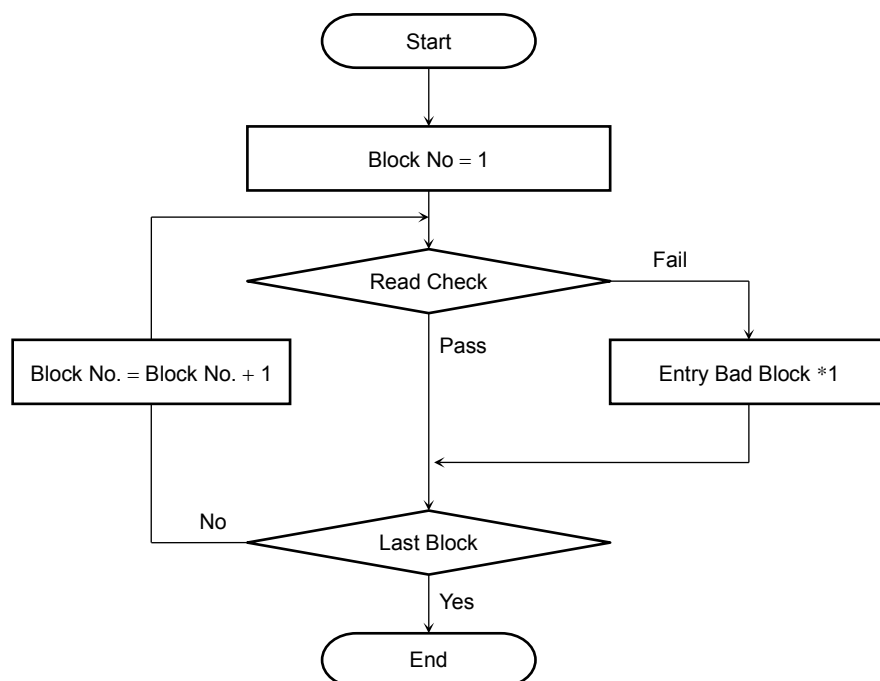 Start
Block No = 1
Read Check
Fail
Pass
Block No. = Block No. + 1
Entry Bad Block *1
No
Last Block
Yes
End